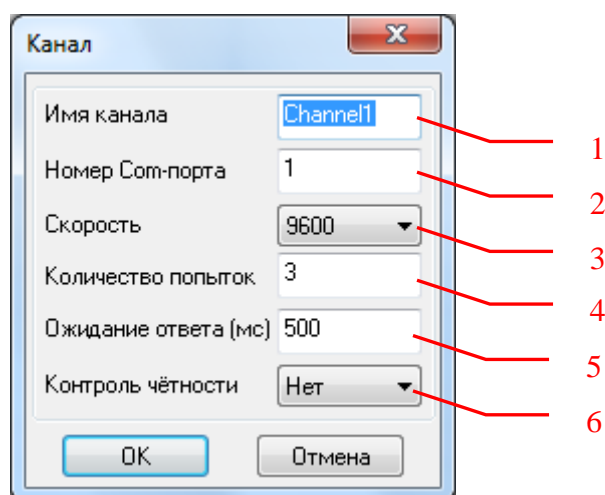 Канал
Имя канала Channel1 1
Номер Com-порта 1 2
Скорость 9600 3
Количество попыток 3 4
Ожидание ответа (мс) 500 5
Контроль чётности Нет 6
OK Отмена